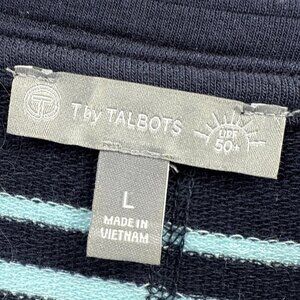 T by TALBOTS
UPF
50+
L
MADE IN
VIETNAM